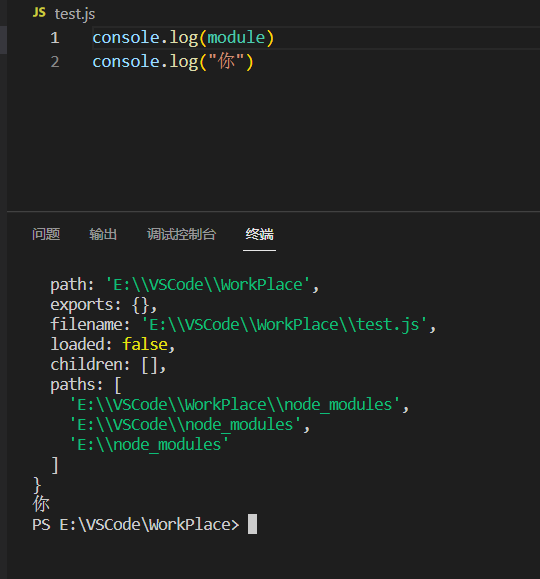 JS test.js
1 console.log(module)
2 console.log("你")
问题 输出 调试控制台 终端
path: 'E:\\VSCode\\WorkPlace',
exports: {},
filename: 'E:\\VSCode\\WorkPlace\\test.js',
loaded: false,
children: [],
paths: [
'E:\\VSCode\\WorkPlace\\node_modules',
'E:\\VSCode\\node_modules',
'E:\\node_modules'
]
}
你
PS E:\VSCode\WorkPlace>